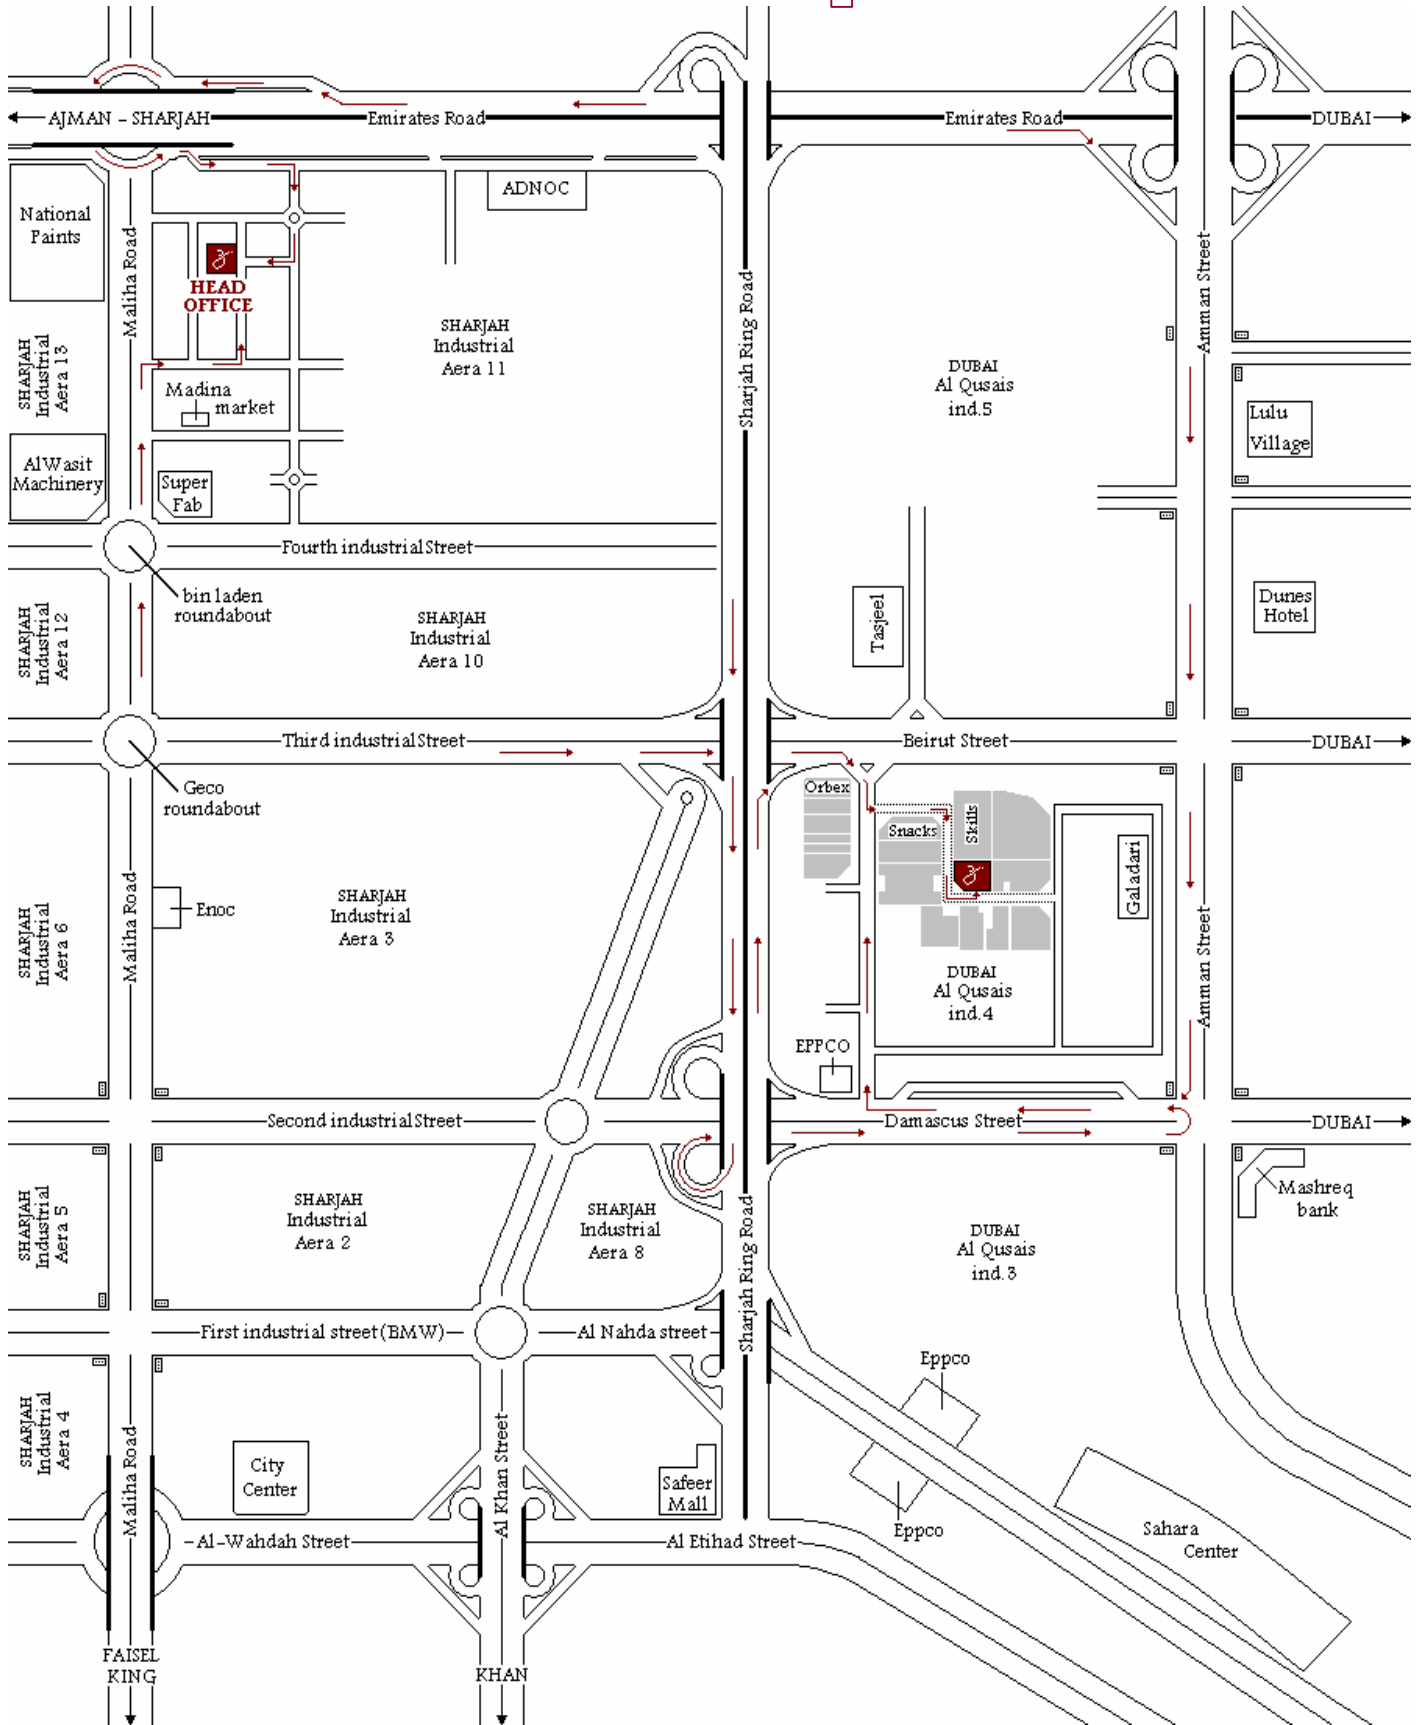 AJMAN - SHARJAH
Emirates Road
Emirates Road
DUBAI
National
Paints
Maliha Road
HEAD
OFFICE
ADNOC
SHARJAH
Industrial
Aera 11
SHARJAH
Industrial
Aera 13
Madina
market
Sharjah Ring Road
DUBAI
Al Qusais
ind.5
Amman Street
Lulu
Village
Al Wasit
Machinery
Super
Fab
Fourth industrial Street
bin laden
roundabout
SHARJAH
Industrial
Aera 12
SHARJAH
Industrial
Aera 10
Tasjeel
Dunes
Hotel
Third industrial Street
Beirut Street
DUBAI
Geco
roundabout
Orbex
Snacks
Skills
Galadari
Maliha Road
Enoc
SHARJAH
Industrial
Aera 6
SHARJAH
Industrial
Aera 3
DUBAI
Al Qusais
ind.4
Amman Street
EPPCO
Second industrial Street
Damascus Street
DUBAI
SHARJAH
Industrial
Aera 5
SHARJAH
Industrial
Aera 2
SHARJAH
Industrial
Aera 8
Sharjah Ring Road
DUBAI
Al Qusais
ind.3
Mashreq
bank
First industrial street (BMW)
Al Nahda street
Eppco
SHARJAH
Industrial
Aera 4
Maliha Road
City
Center
Al Khan Street
Safeer
Mall
Eppco
Sahara
Center
Al-Wahdah Street
Al Etihad Street
FAISEL
KING
KHAN